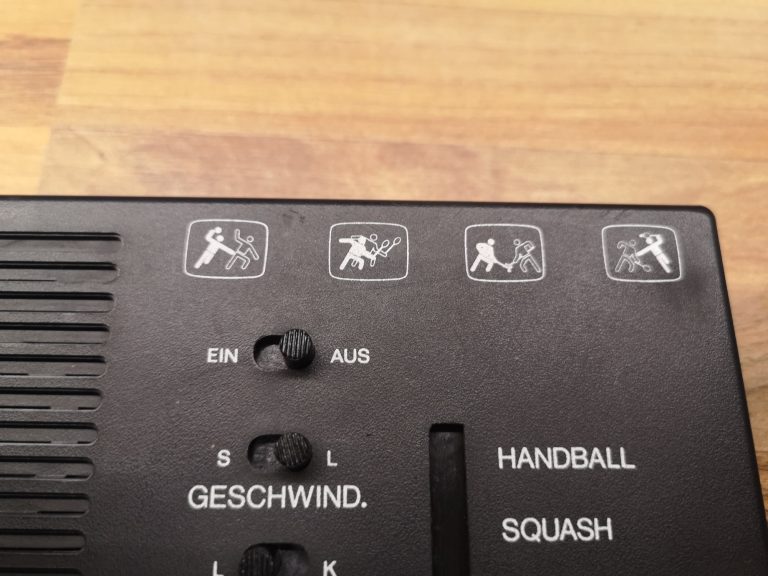 EIN AUS
S L
GESCHWIND.
HANDBALL
SQUASH
L K